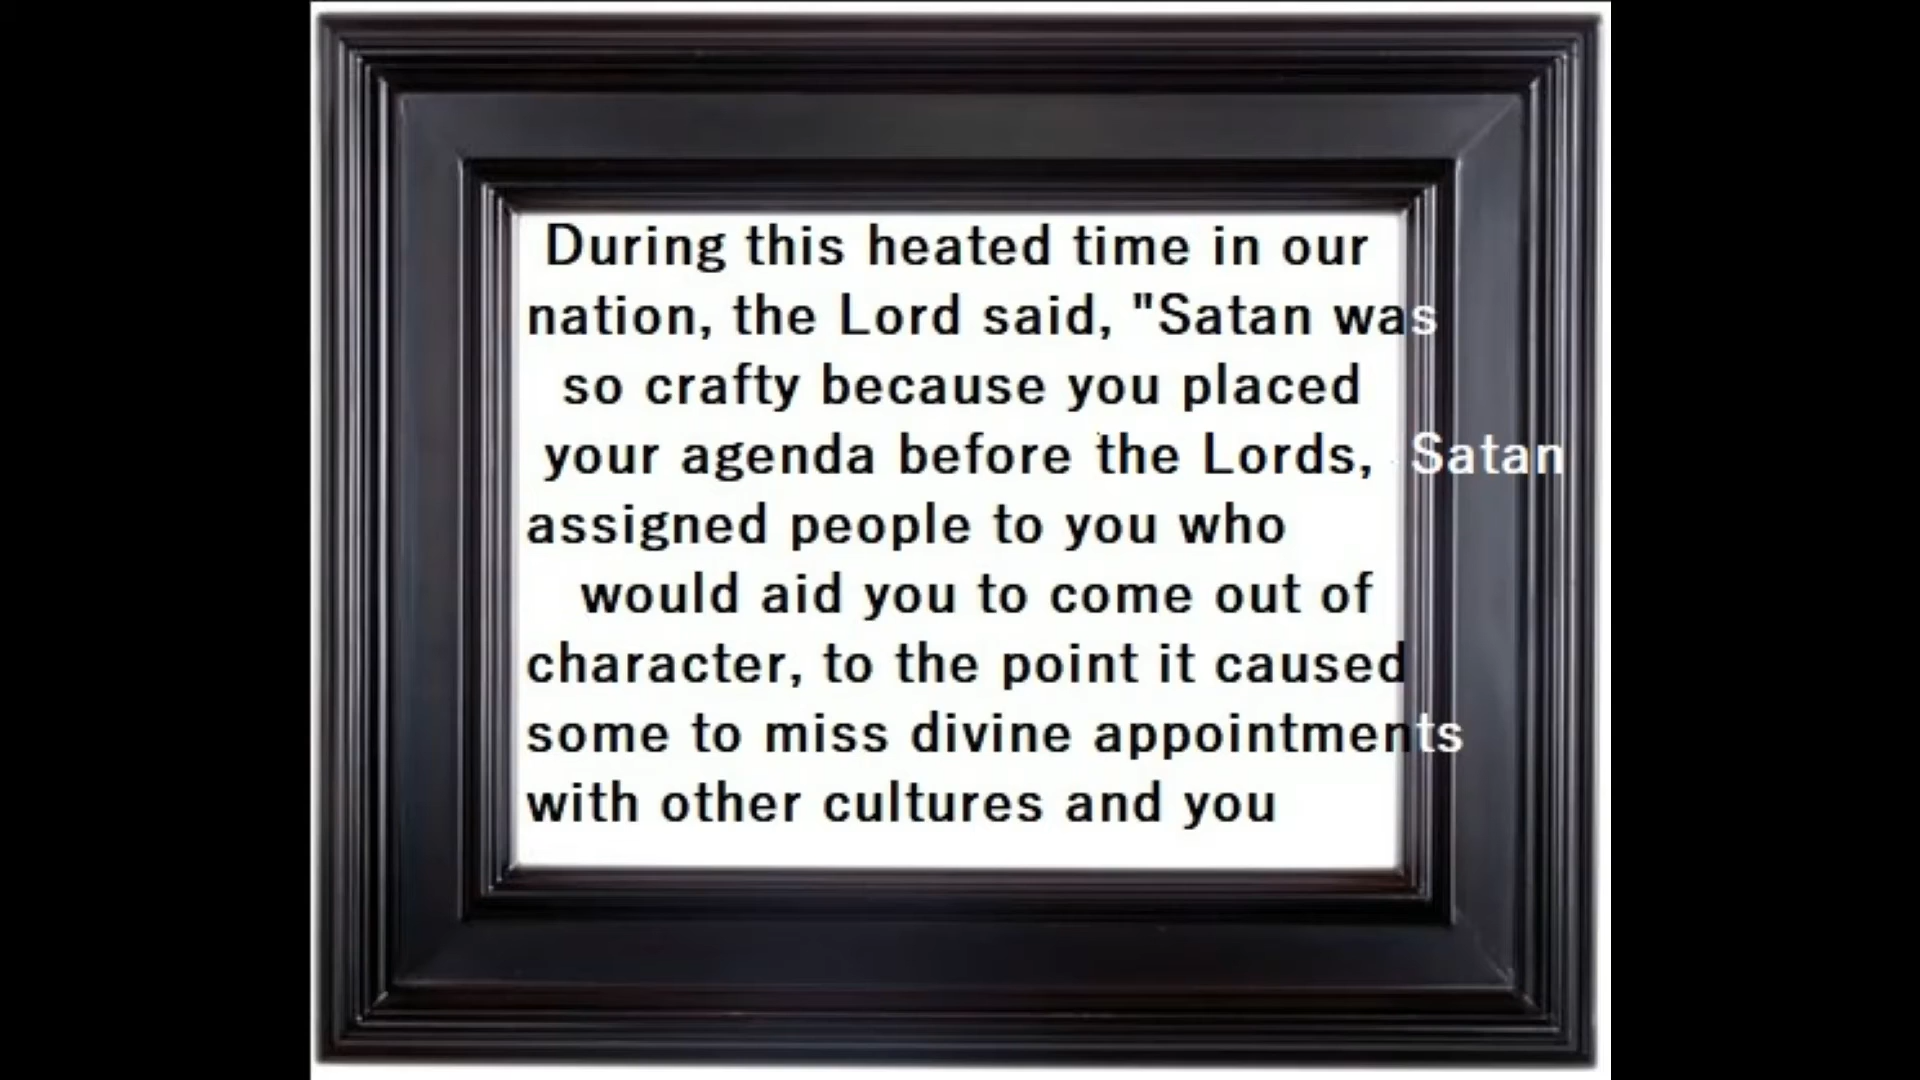 During this heated time in our
nation, the Lord said, "Satan was
so crafty because you placed
your agenda before the Lords, Satan
assigned people to you who
would aid you to come out of
character, to the point it caused
some to miss divine appointments
with other cultures and you